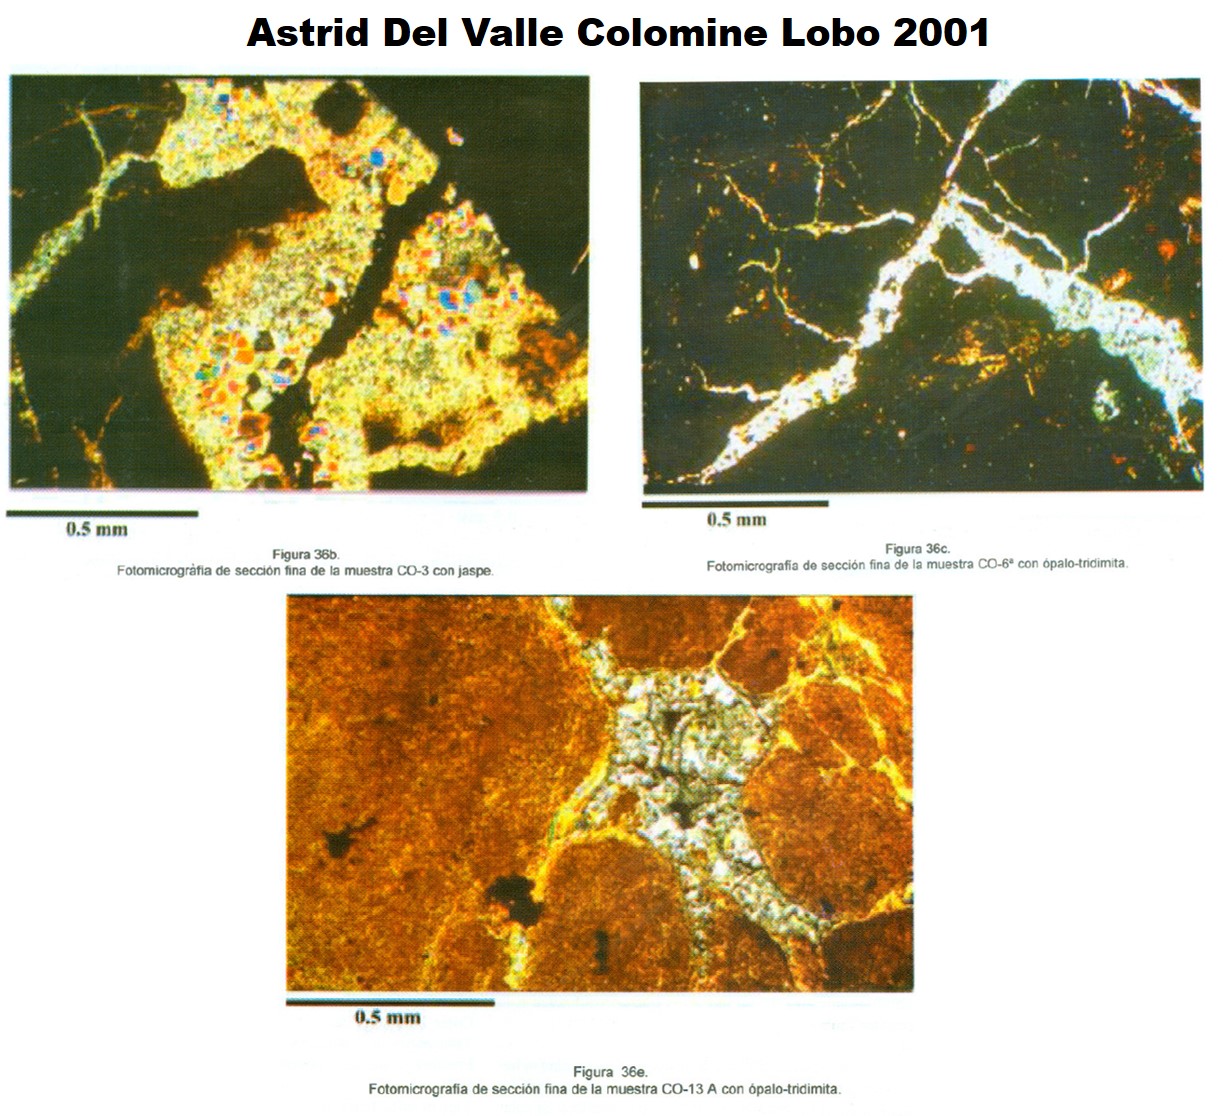 Astrid Del Valle Colomine Lobo 2001
0.5 mm
Figura 36b.
Fotomicrográfia de sección fina de la muestra CO-3 con jaspe.
0.5 mm
Figura 36c.
Fotomicrografía de sección fina de la muestra CO-6ª con ópalo-tridimita.
0.5 mm
Figura 36e.
Fotomicrografía de sección fina de la muestra CO-13 A con ópalo-tridimita.